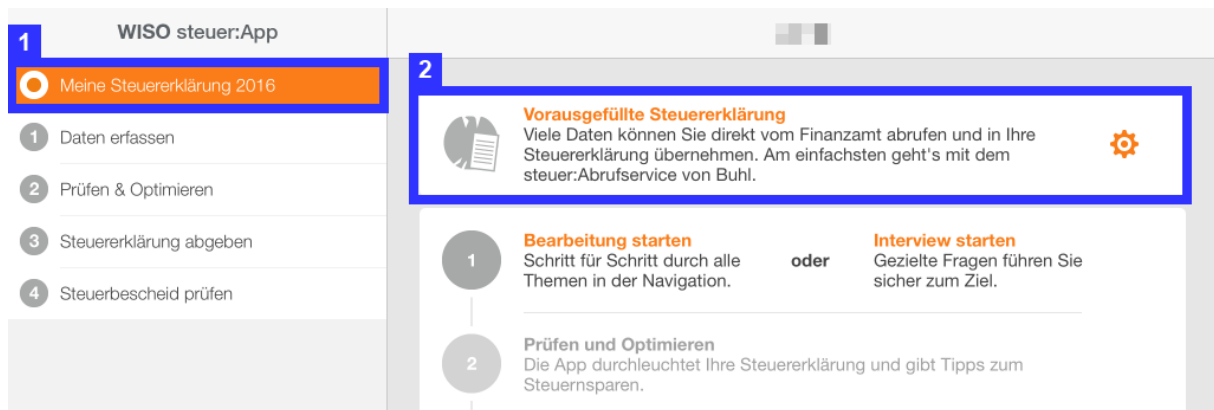 WISO steuer:App
1
Meine Steuererklärung 2016
1 Daten erfassen
2 Prüfen & Optimieren
3 Steuererklärung abgeben
4 Steuerbescheid prüfen
2
Vorausgefüllte Steuererklärung
Viele Daten können Sie direkt vom Finanzamt abrufen und in Ihre
Steuererklärung übernehmen. Am einfachsten geht's mit dem
steuer:Abrufservice von Buhl.
1
Bearbeitung starten
Schritt für Schritt durch alle
Themen in der Navigation.
oder
Interview starten
Gezielte Fragen führen Sie
sicher zum Ziel.
2
Prüfen und Optimieren
Die App durchleuchtet Ihre Steuererklärung und gibt Tipps zum
Steuernsparen.